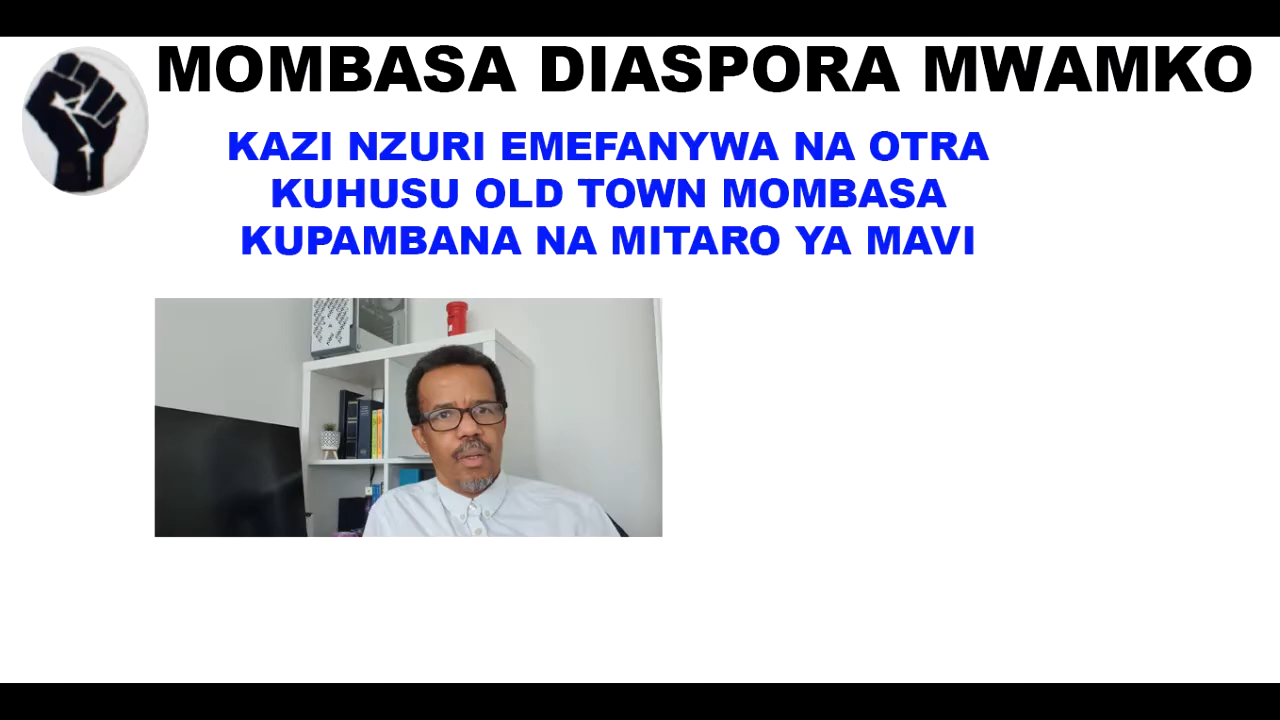 MOMBASA DIASPORA MWAMKO
KAZI NZURI EMEFANYWA NA OTRA
KUHUSU OLD TOWN MOMBASA
KUPAMBANA NA MITARO YA MAVI